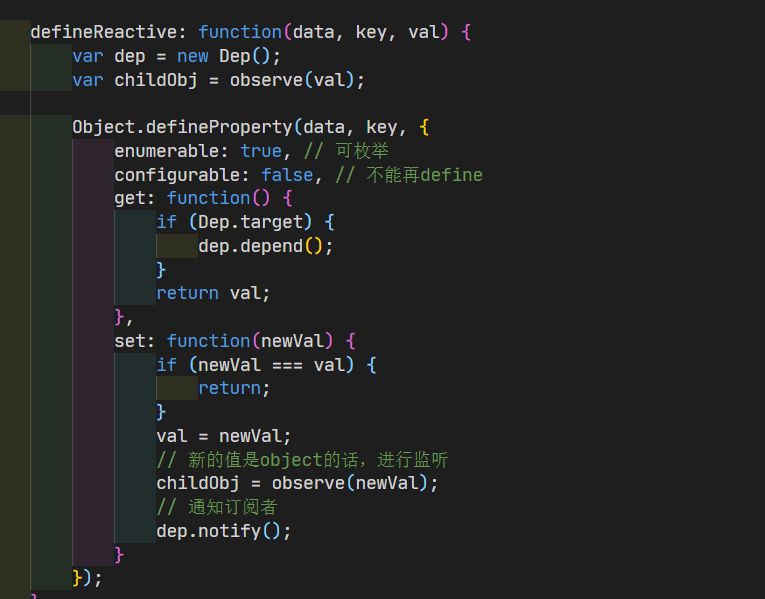 defineReactive: function(data, key, val) {
var dep = new Dep();
var childObj = observe(val);
Object.defineProperty(data, key, {
enumerable: true, // 可枚举
configurable: false, // 不能再define
get: function() {
if (Dep.target) {
dep.depend();
}
return val;
},
set: function(newVal) {
if (newVal === val) {
return;
}
val = newVal;
// 新的值是object的话，进行监听
childObj = observe(newVal);
// 通知订阅者
dep.notify();
}
});